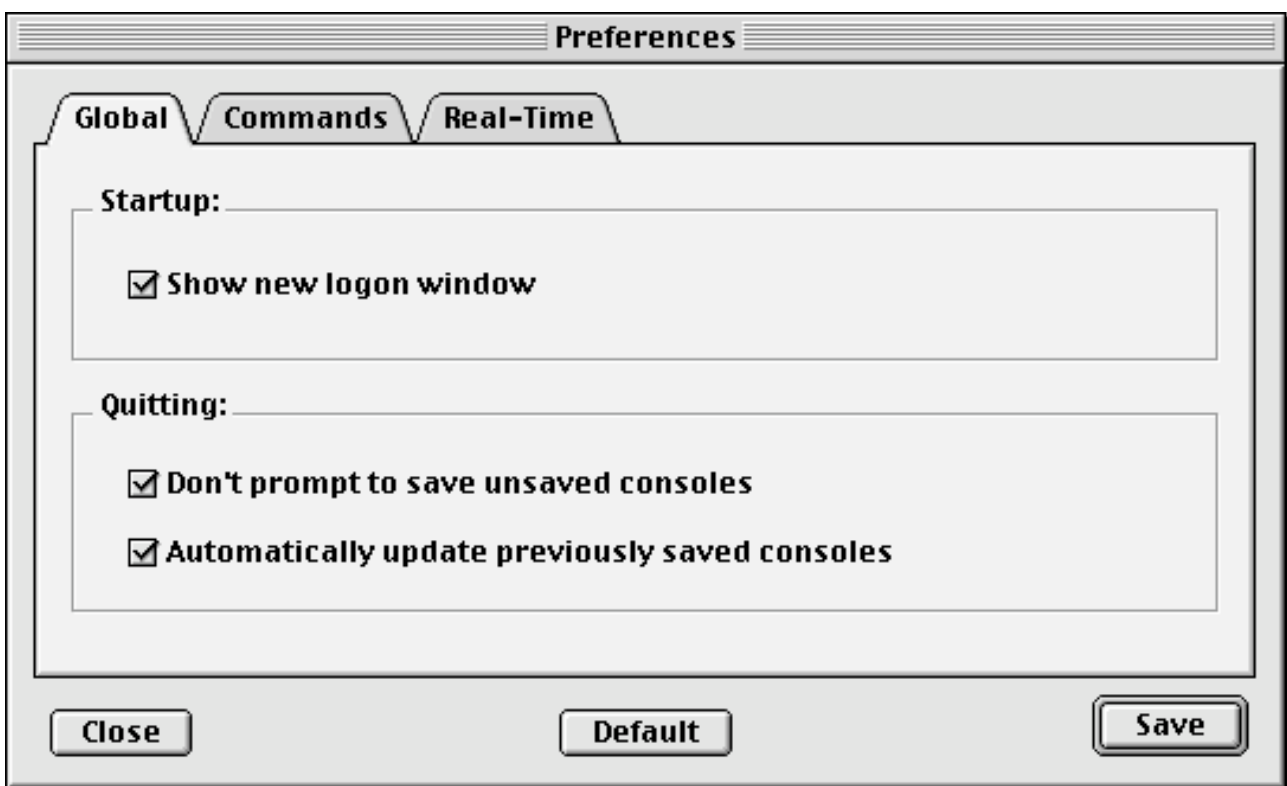 Preferences
Global Commands Real-Time
Startup:
Show new logon window
Quitting:
Don't prompt to save unsaved consoles
Automatically update previously saved consoles
Close Default Save